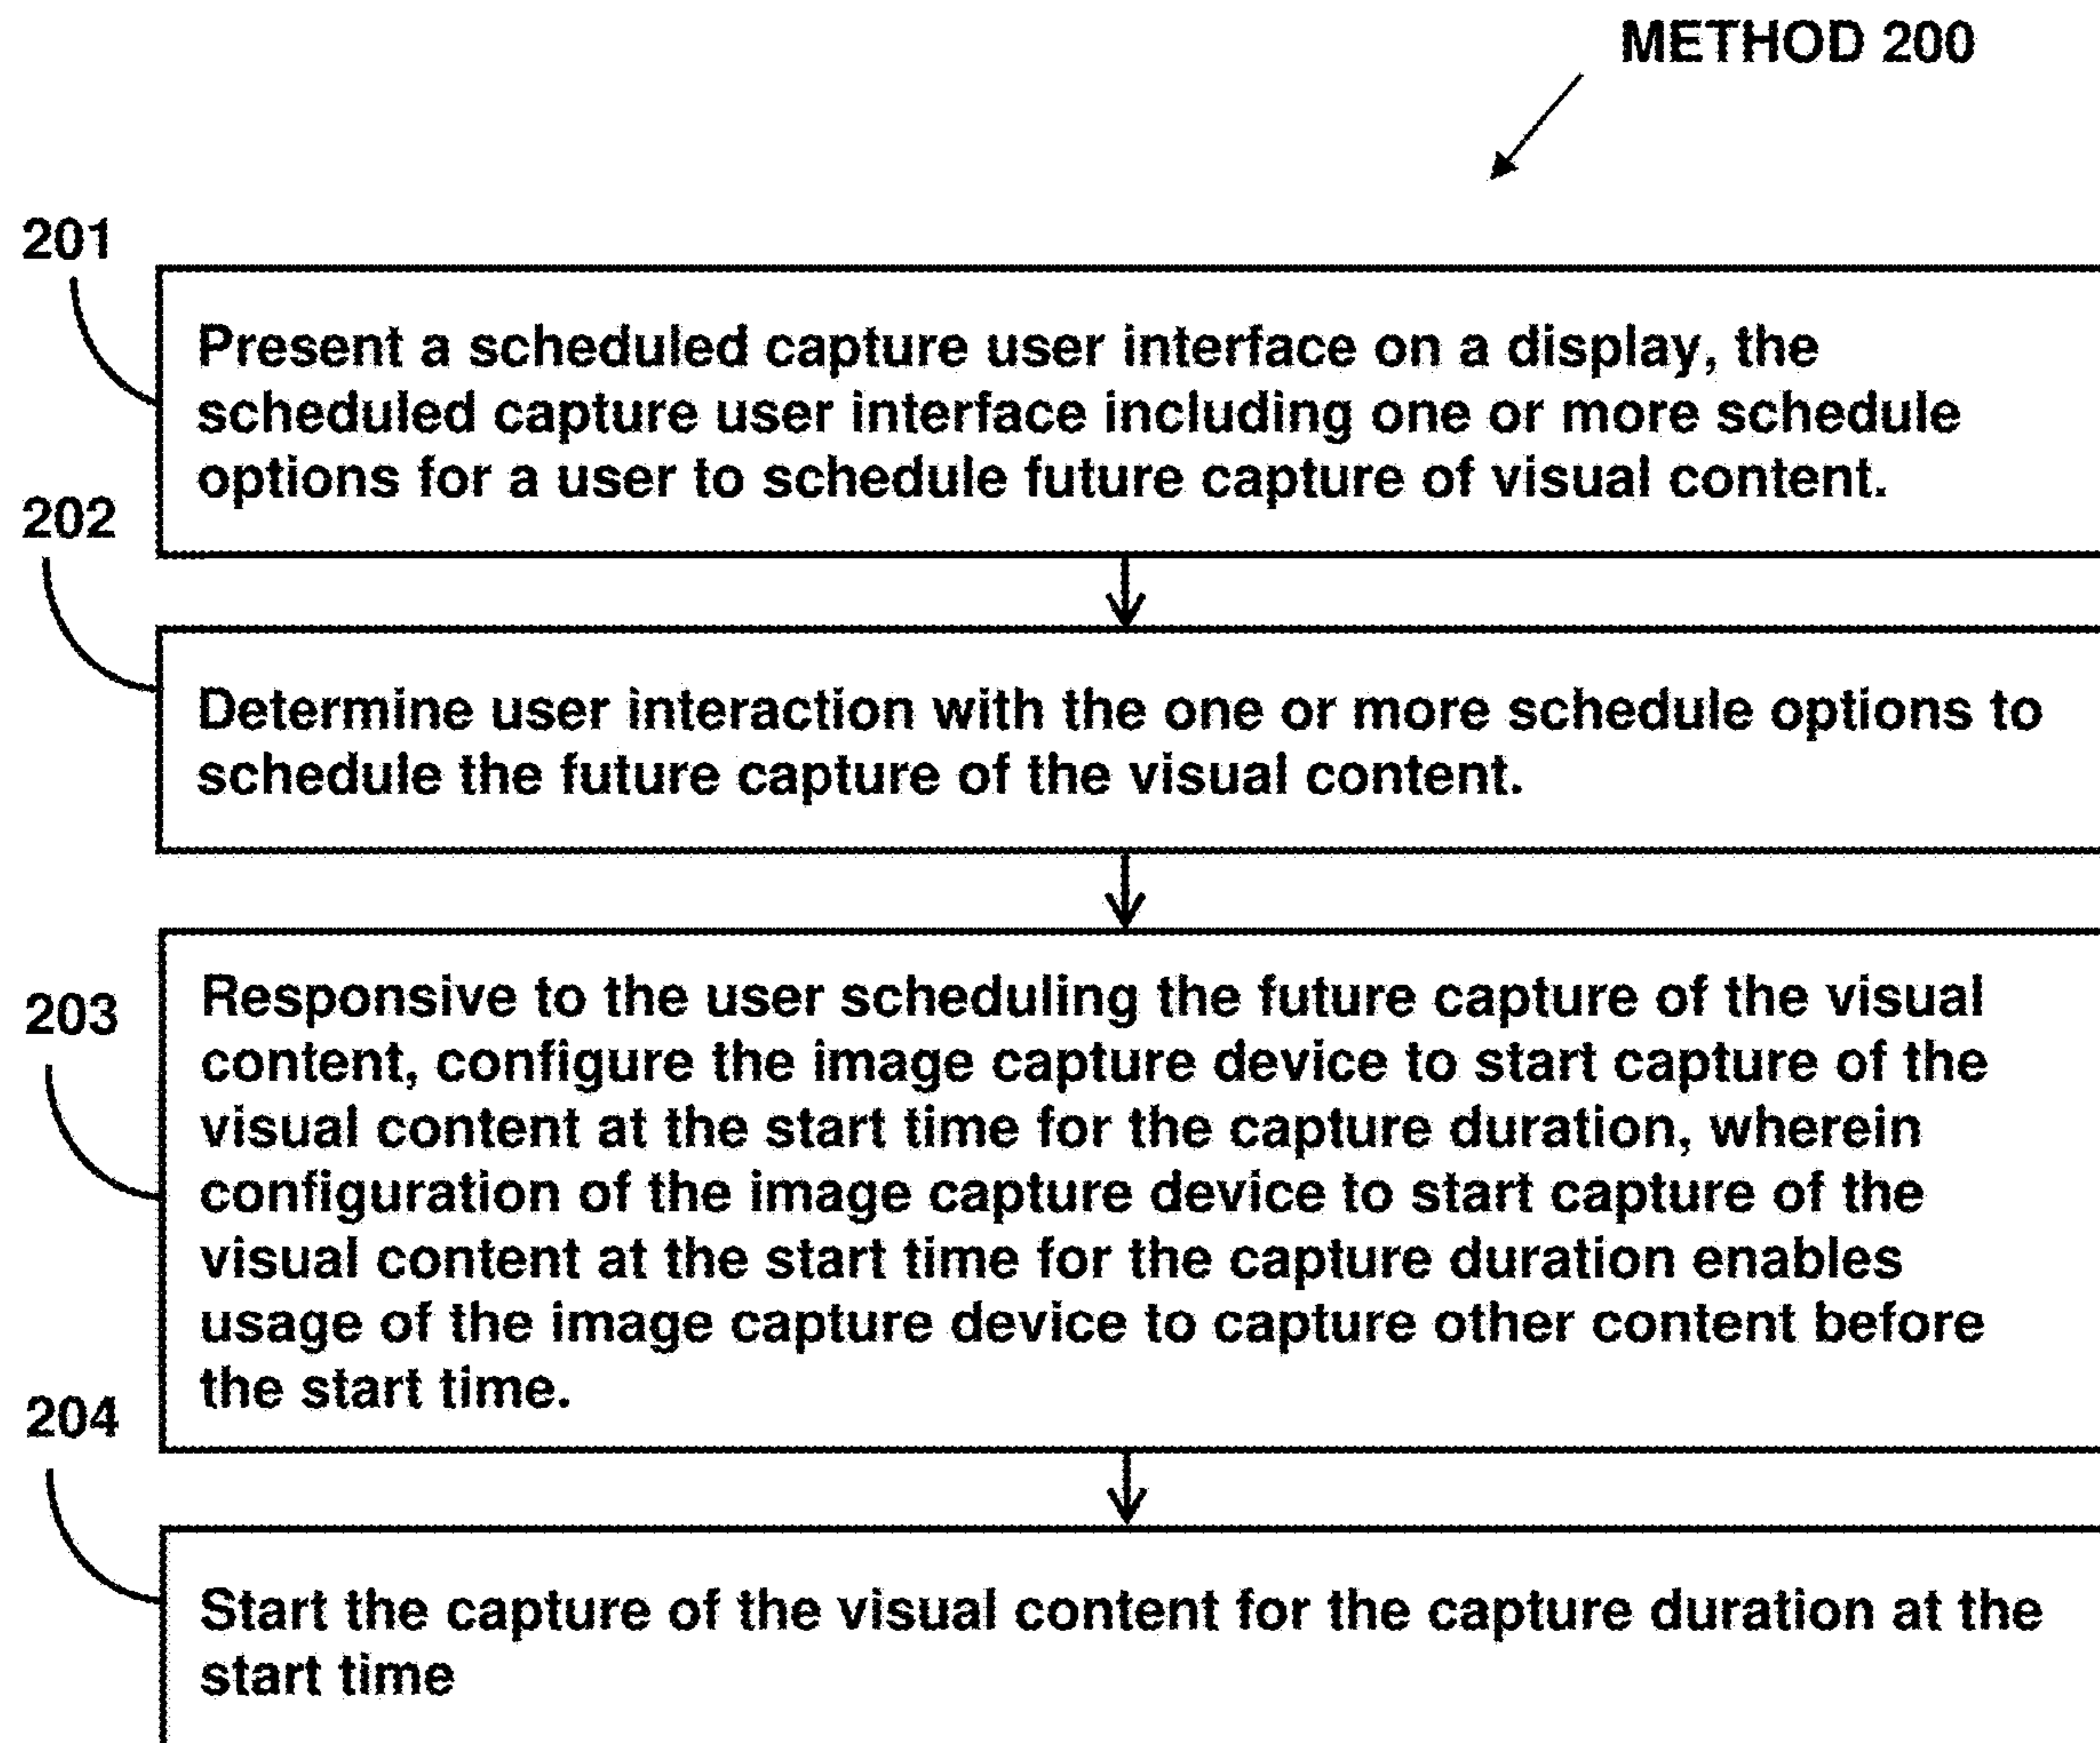 METHOD 200
201
Present a scheduled capture user interface on a display, the
scheduled capture user interface including one or more schedule
options for a user to schedule future capture of visual content.
202
Determine user interaction with the one or more schedule options to
schedule the future capture of the visual content.
203
Responsive to the user scheduling the future capture of the visual
content, configure the image capture device to start capture of the
visual content at the start time for the capture duration, wherein
configuration of the image capture device to start capture of the
visual content at the start time for the capture duration enables
usage of the image capture device to capture other content before
the start time.
204
Start the capture of the visual content for the capture duration at the
start time